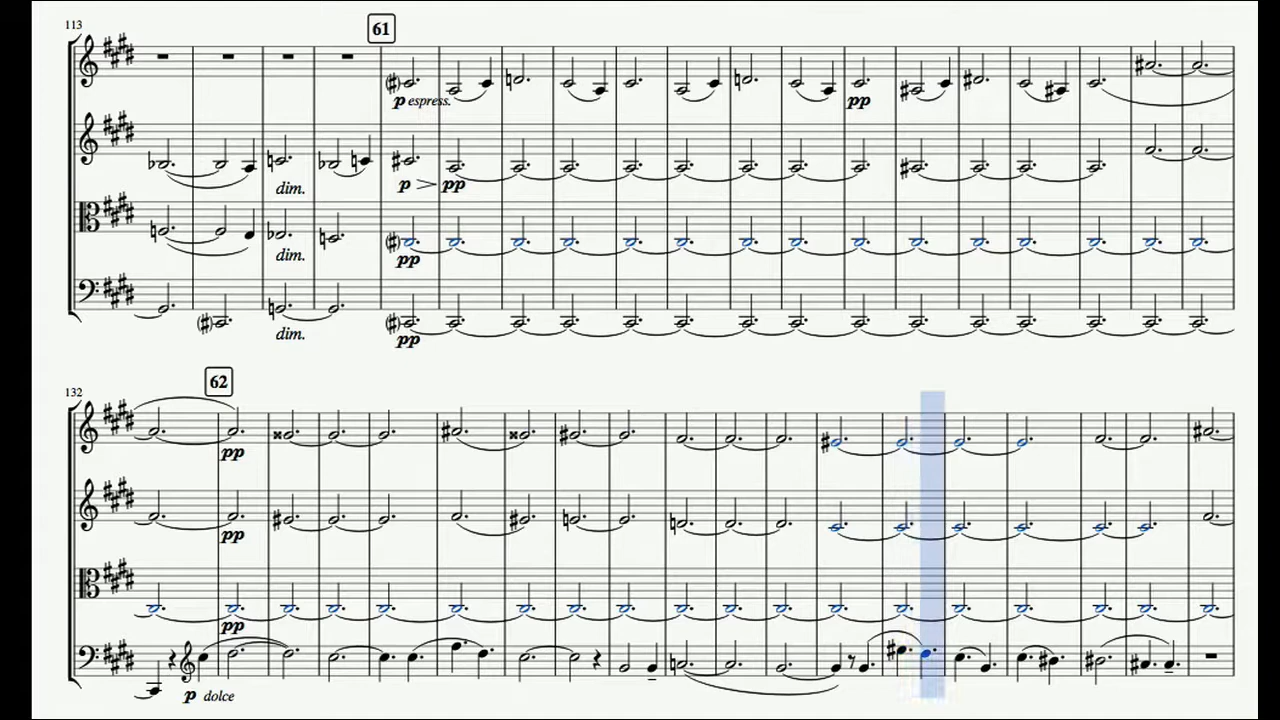 113
61
p espress.
pp
dim.
p pp
dim.
pp
dim.
pp
132
62
pp
pp
pp
p dolce